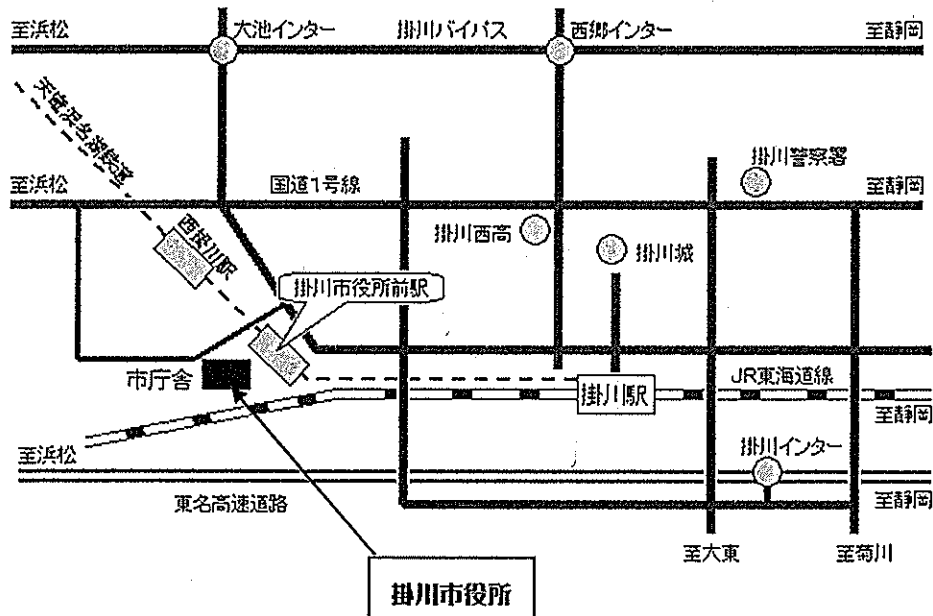 至浜松
大池インター
掛川バイパス
西郷インター
至静岡
天竜浜名湖鉄道
掛川警察署
至浜松
国道1号線
至静岡
西掛川駅
掛川西高
掛川城
掛川市役所前駅
市庁舎
掛川駅
JR東海道線
至静岡
至浜松
掛川インター
東名高速道路
至静岡
至大東
至菊川
掛川市役所